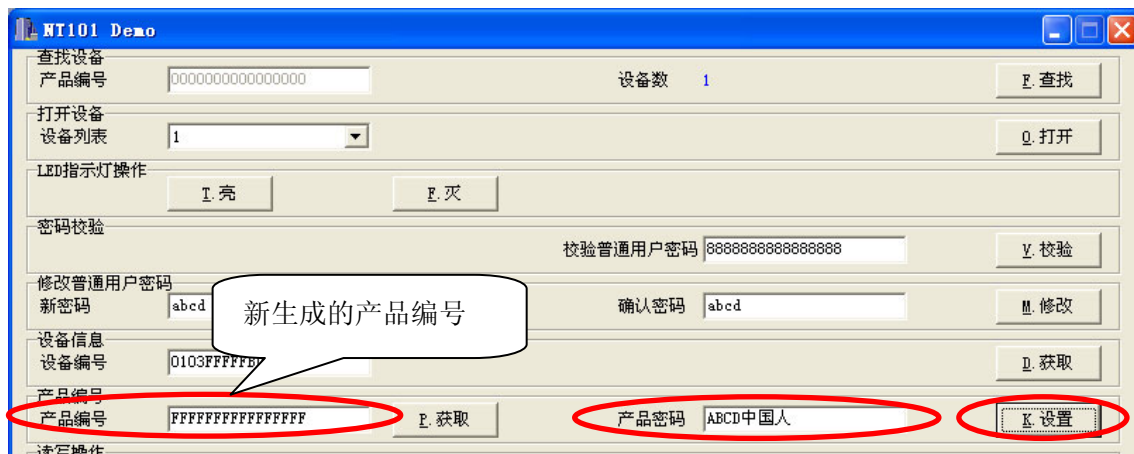 NT101 Demo
查找设备
产品编号 0000000000000000 设备数 1 F.查找
打开设备
设备列表 1 O.打开
LED指示灯操作
T.亮 E.灭
密码校验
校验普通用户密码 8888888888888888 V.校验
修改普通用户密码
新密码 abcd 确认密码 abcd M.修改
新生成的产品编号
设备信息
设备编号 0103FFFFFB D.获取
产品编号
产品编号 FFFFFFFFFFFFFFFF P.获取 产品密码 ABCD中国人 K.设置
读写操作